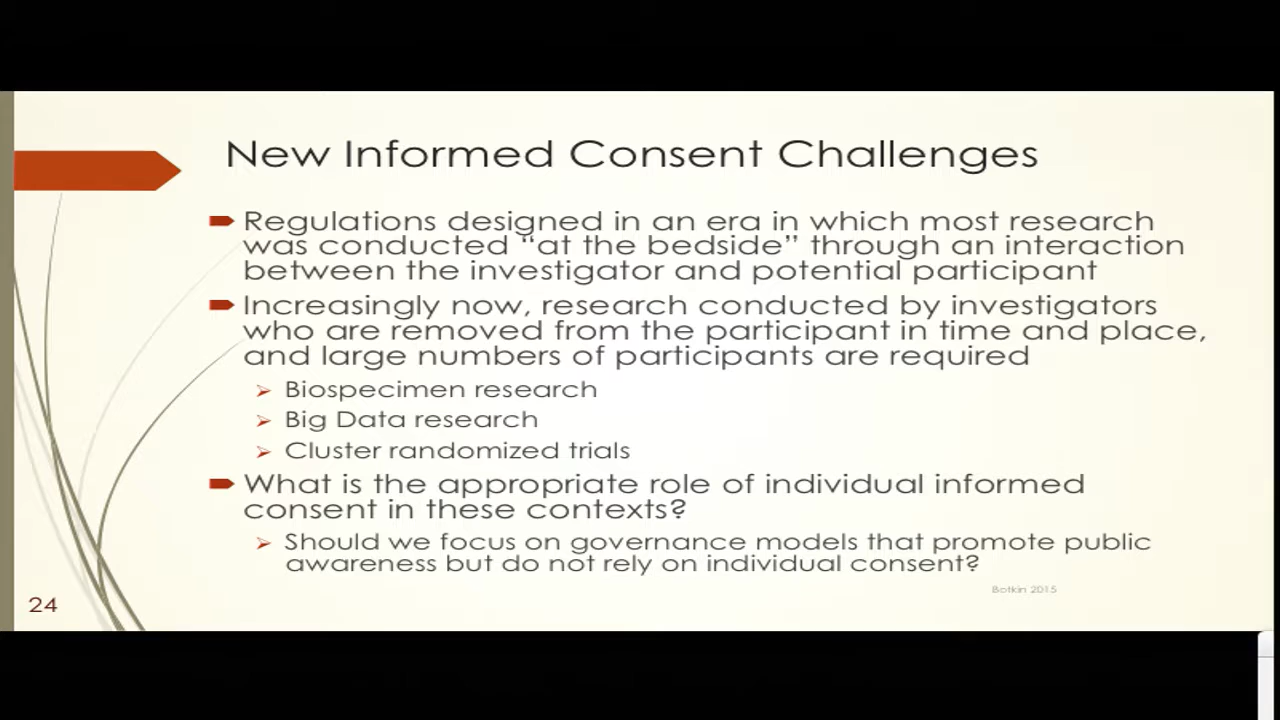 New Informed Consent Challenges
Regulations designed in an era in which most research
was conducted “at the bedside” through an interaction
between the investigator and potential participant
Increasingly now, research conducted by investigators
who are removed from the participant in time and place,
and large numbers of participants are required
Biospecimen research
Big Data research
Cluster randomized trials
What is the appropriate role of individual informed
consent in these contexts?
Should we focus on governance models that promote public
awareness but do not rely on individual consent?
Botkin 2015
24